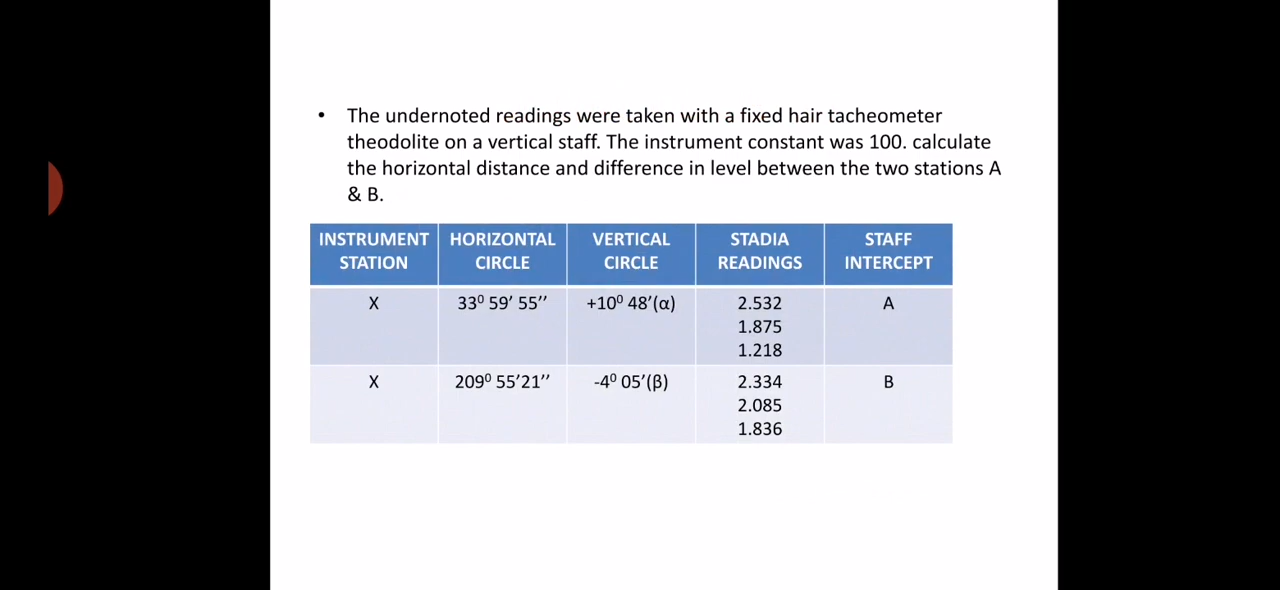 • The undernoted readings were taken with a fixed hair tacheometer
theodolite on a vertical staff. The instrument constant was 100. calculate
the horizontal distance and difference in level between the two stations A
& B.
INSTRUMENT STATION HORIZONTAL CIRCLE VERTICAL CIRCLE STADIA READINGS STAFF INTERCEPT
X 33⁰ 59’ 55’’ +10⁰ 48’(α) 2.532 A
1.875
1.218
X 209⁰ 55’21’’ -4⁰ 05’(β) 2.334 B
2.085
1.836